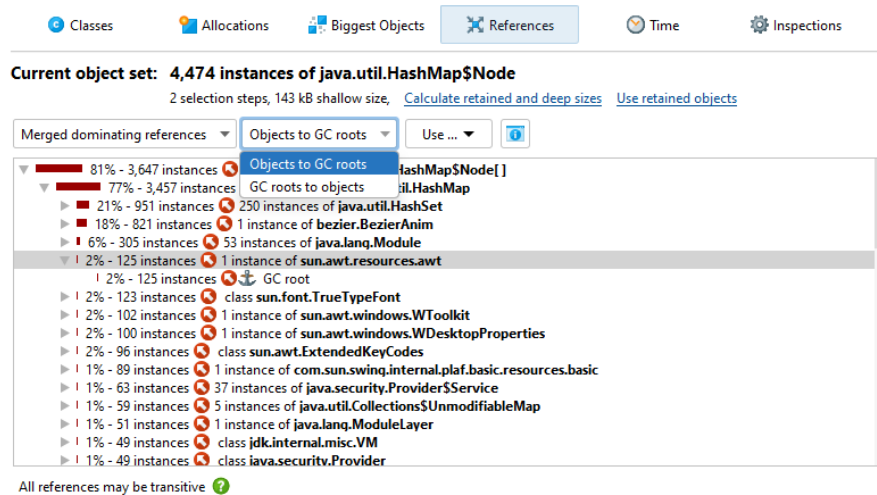 Classes Allocations Biggest Objects References Time Inspections
Current object set: 4,474 instances of java.util.HashMap$Node
2 selection steps, 143 kB shallow size, Calculate retained and deep sizes Use retained objects
Merged dominating references Objects to GC roots Use ...
Objects to GC roots
GC roots to objects
81% - 3,647 instances HashMap$Node[ ]
77% - 3,457 instances til.HashMap
21% - 951 instances 250 instances of java.util.HashSet
18% - 821 instances 1 instance of bezier.BezierAnim
6% - 305 instances 53 instances of java.lang.Module
2% - 125 instances 1 instance of sun.awt.resources.awt
2% - 125 instances GC root
2% - 123 instances class sun.font.TrueTypeFont
2% - 102 instances 1 instance of sun.awt.windows.WToolkit
2% - 100 instances 1 instance of sun.awt.windows.WDesktopProperties
2% - 96 instances class sun.awt.ExtendedKeyCodes
1% - 89 instances 1 instance of com.sun.swing.internal.plaf.basic.resources.basic
1% - 63 instances 37 instances of java.security.Provider$Service
1% - 59 instances 5 instances of java.util.Collections$UnmodifiableMap
1% - 51 instances 1 instance of java.lang.ModuleLayer
1% - 49 instances class jdk.internal.misc.VM
1% - 49 instances class java.security.Provider
All references may be transitive ?